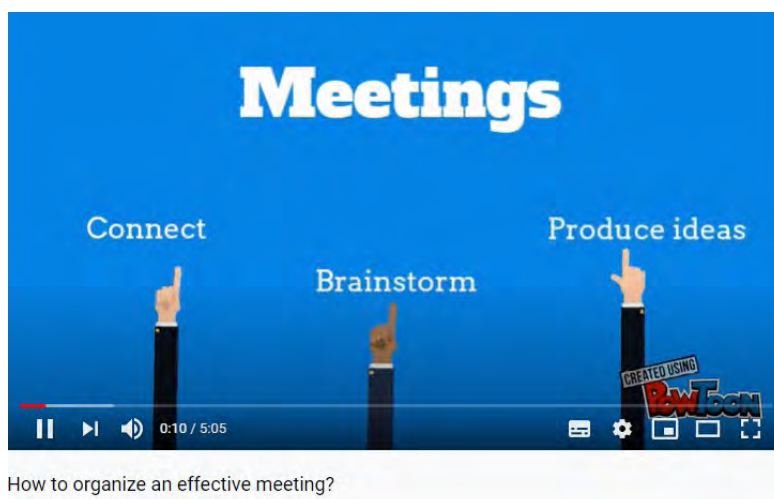 Meetings
Connect
Produce ideas
Brainstorm
CREATED USING
POWTOON
0:10 / 5:05
How to organize an effective meeting?